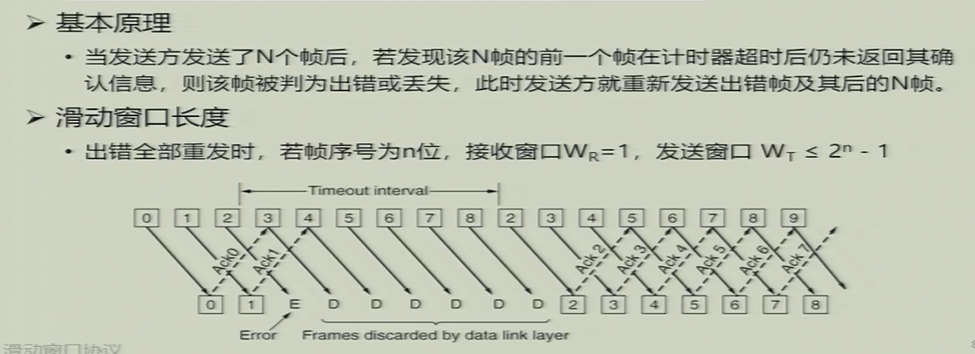 ➢ 基本原理
• 当发送方发送了N个帧后，若发现该N帧的前一个帧在计时器超时后仍未返回其确
认信息，则该帧被判为出错或丢失，此时发送方就重新发送出错帧及其后的N帧。
➢ 滑动窗口长度
• 出错全部重发时，若帧序号为n位，接收窗口W_R=1，发送窗口 W_T ≤ 2ⁿ - 1
Timeout interval
0 1 2 3 4 5 6 7 8 2 3 4 5 6 7 8 9
Ack0 Ack1 Ack 2 Ack 3 Ack 4 Ack 5 Ack 6 Ack 7
0 1 E D D D D D D 2 3 4 5 6 7 8
Error Frames discarded by data link layer
滑动窗口协议